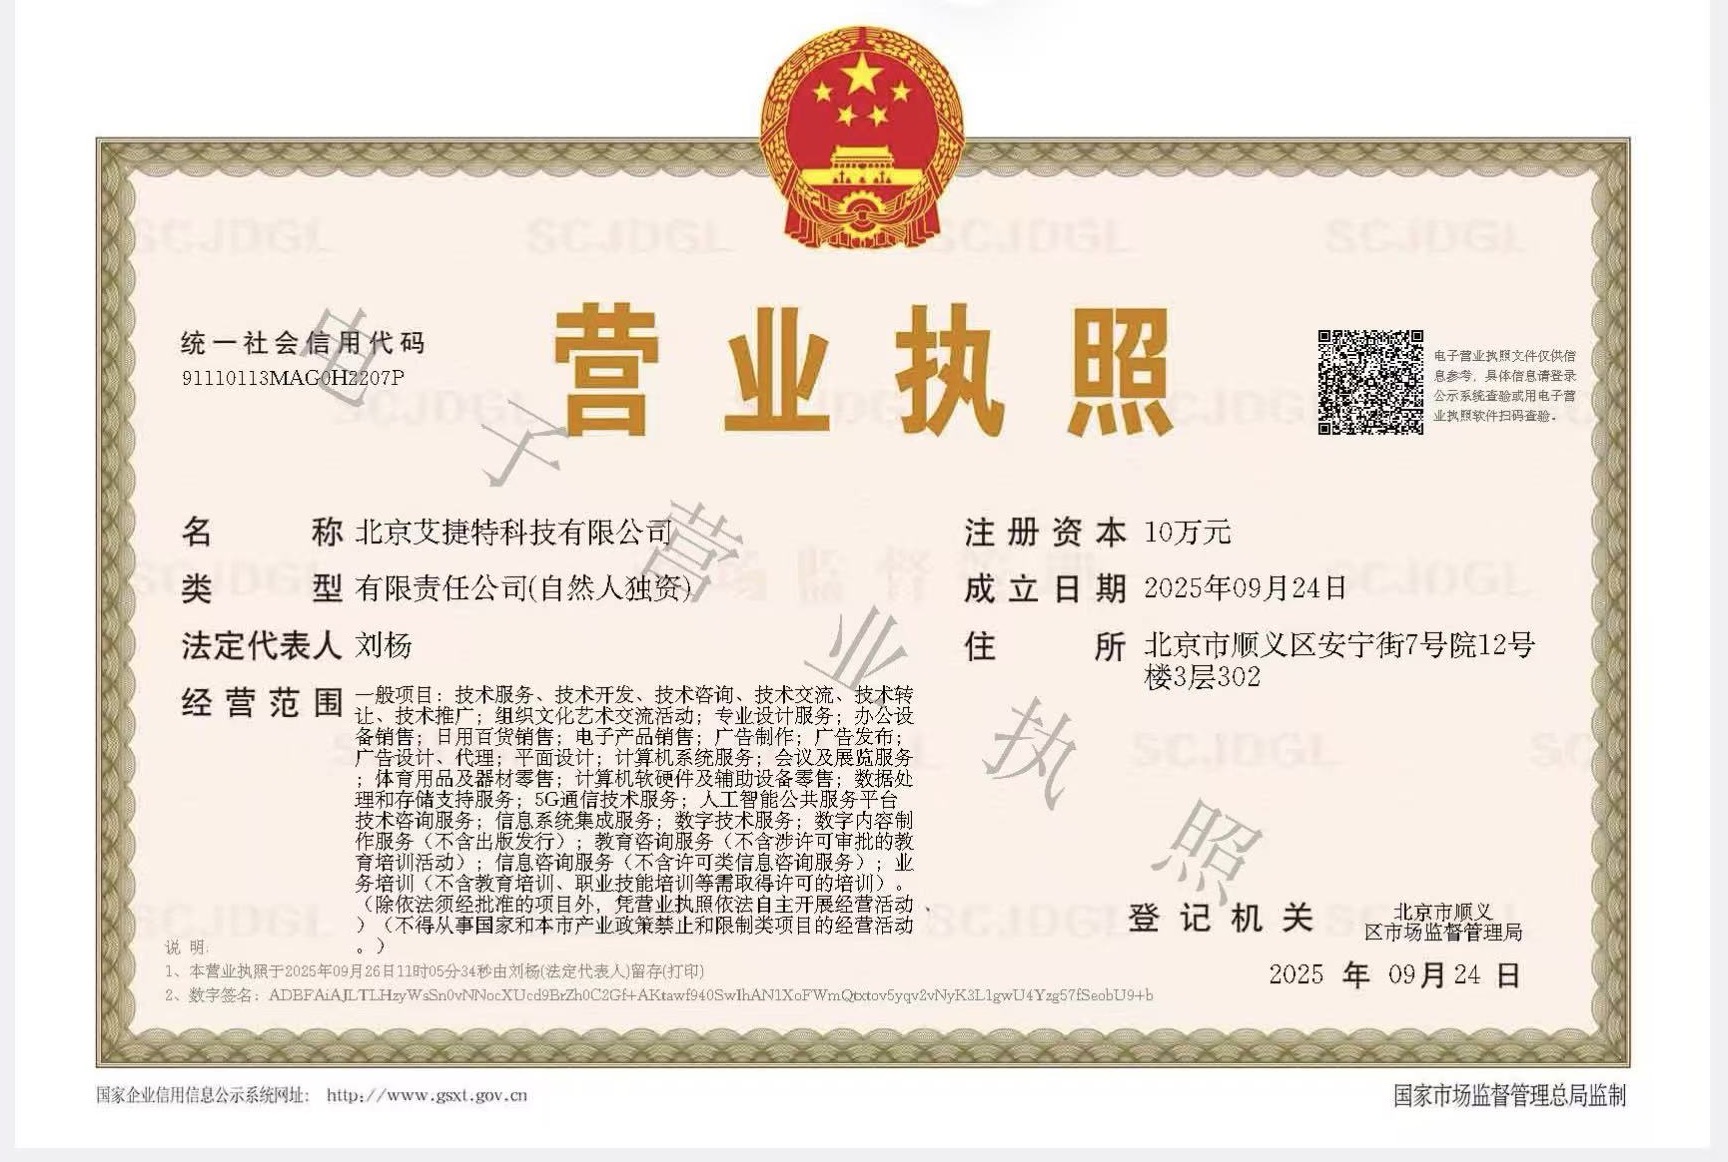 统一社会信用代码
91110113MAG0H2207P
营业执照
电子营业执照文件仅供信
息参考，具体信息请登录
公示系统查验或用电子营
业执照软件扫码查验。
名称 北京艾捷特科技有限公司
类型 有限责任公司(自然人独资)
法定代表人 刘杨
经营范围 一般项目：技术服务、技术开发、技术咨询、技术交流、技术转
让、技术推广；组织文化艺术交流活动；专业设计服务；办公设
备销售；日用百货销售；电子产品销售；广告制作；广告发布；
广告设计、代理；平面设计；计算机系统服务；会议及展览服务
；体育用品及器材零售；计算机软硬件及辅助设备零售；数据处
理和存储支持服务；5G通信技术服务；人工智能公共服务平台
技术咨询服务；信息系统集成服务；数字技术服务；数字内容制
作服务（不含出版发行）；教育咨询服务（不含涉许可审批的教
育培训活动）；信息咨询服务（不含许可类信息咨询服务）；业
务培训（不含教育培训、职业技能培训等需取得许可的培训）。
（除依法须经批准的项目外，凭营业执照依法自主开展经营活动
）（不得从事国家和本市产业政策禁止和限制类项目的经营活动
。）
注册资本 10万元
成立日期 2025年09月24日
住所 北京市顺义区安宁街7号院12号
楼3层302
登记机关 北京市顺义
区市场监督管理局
2025 年 09月24 日
说明：
1、本营业执照于2025年09月26日11时05分34秒由刘杨(法定代表人)留存(打印)
2、数字签名：ADBFAiAJLTLHzyWsSn0vNNocXUcd9BrZh0C2Gf+AKtawf940SwIhAN1XoFWmQtxtov5yqv2vNyK3L1gwU4Yzg57fSeobU9+b
国家企业信用信息公示系统网址： http://www.gsxt.gov.cn
国家市场监督管理总局监制
电子营业执照
SCJDGL